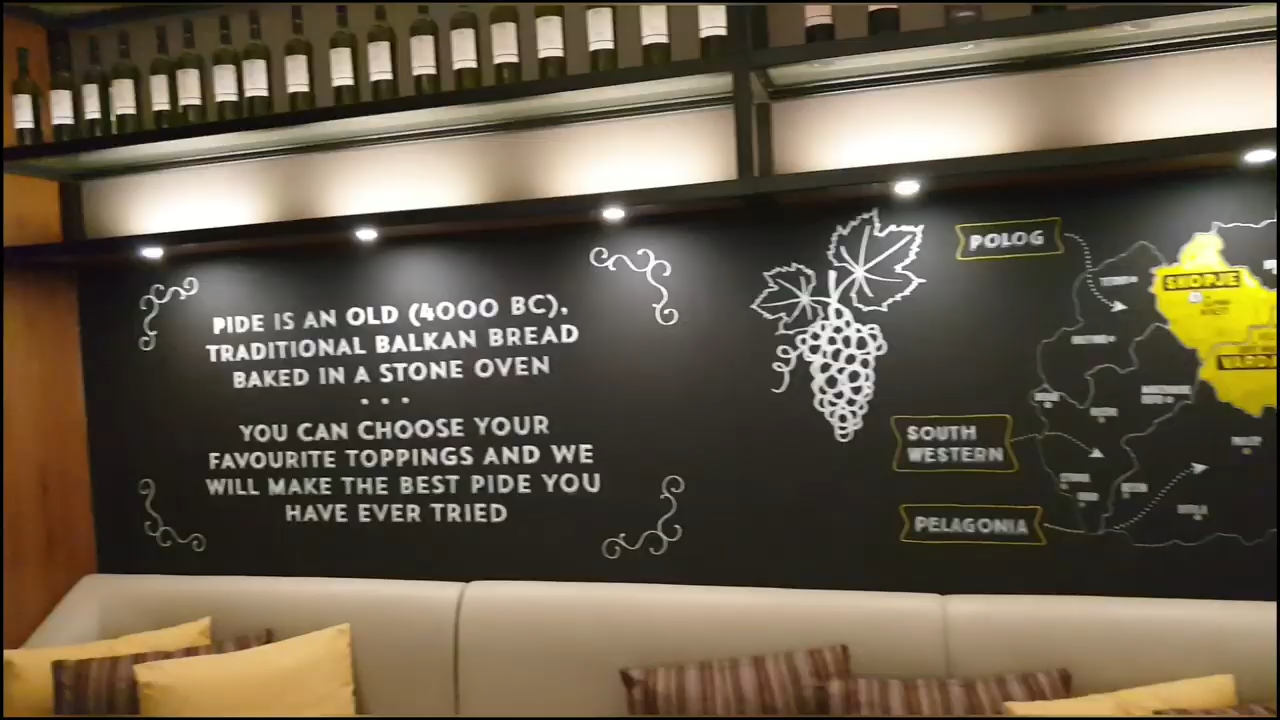 PIDE IS AN OLD (4000 BC),
TRADITIONAL BALKAN BREAD
BAKED IN A STONE OVEN
• • •
YOU CAN CHOOSE YOUR
FAVOURITE TOPPINGS AND WE
WILL MAKE THE BEST PIDE YOU
HAVE EVER TRIED
POLOG
SKOPJE
SOUTH
WESTERN
PELAGONIA